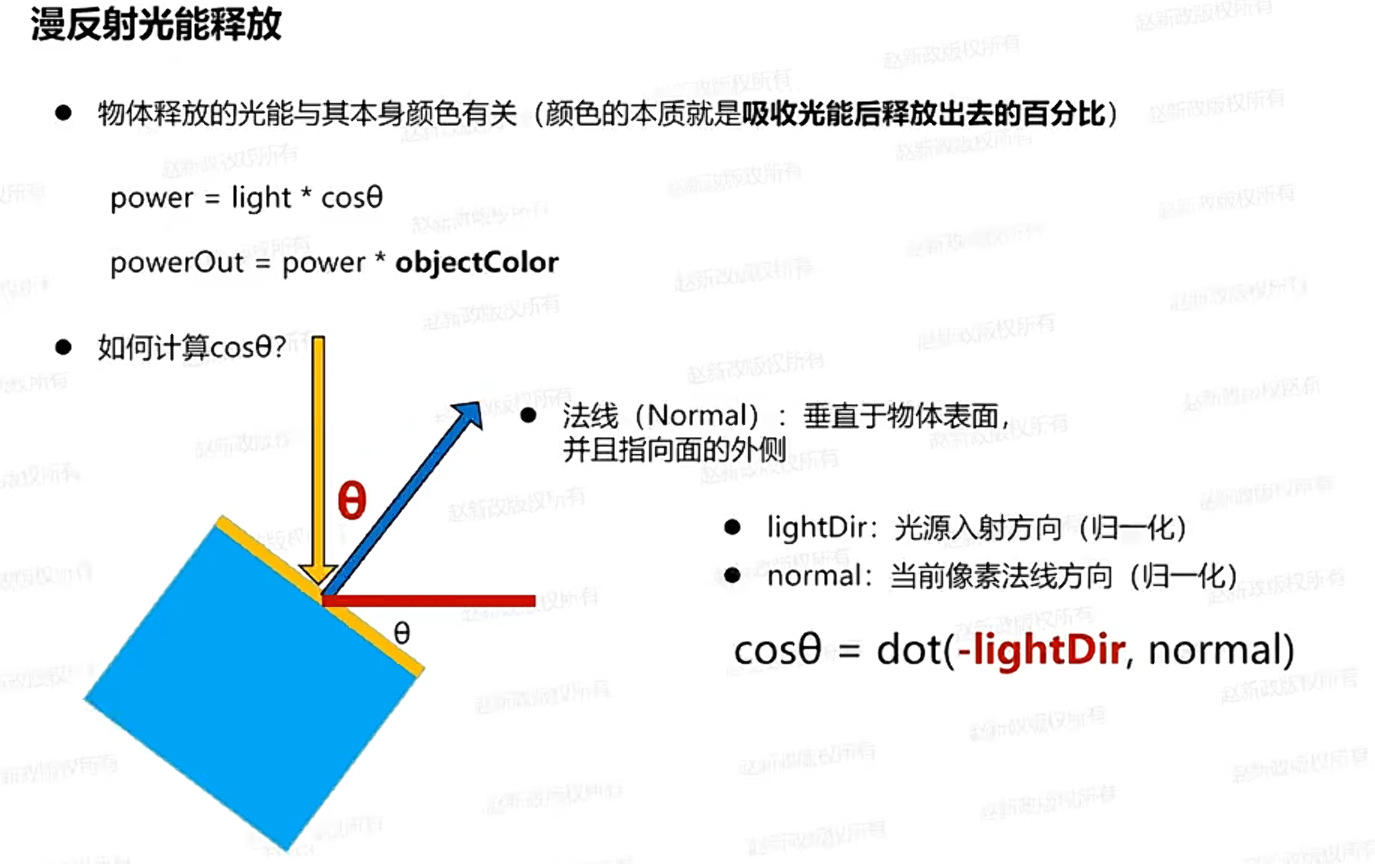 漫反射光能释放
● 物体释放的光能与其本身颜色有关（颜色的本质就是吸收光能后释放出去的百分比）
power = light * cosθ
powerOut = power * objectColor
● 如何计算cosθ？
● 法线（Normal）：垂直于物体表面，
并且指向面的外侧
θ
● lightDir：光源入射方向（归一化）
● normal：当前像素法线方向（归一化）
θ
cosθ = dot(-lightDir, normal)
赵新政版权所有